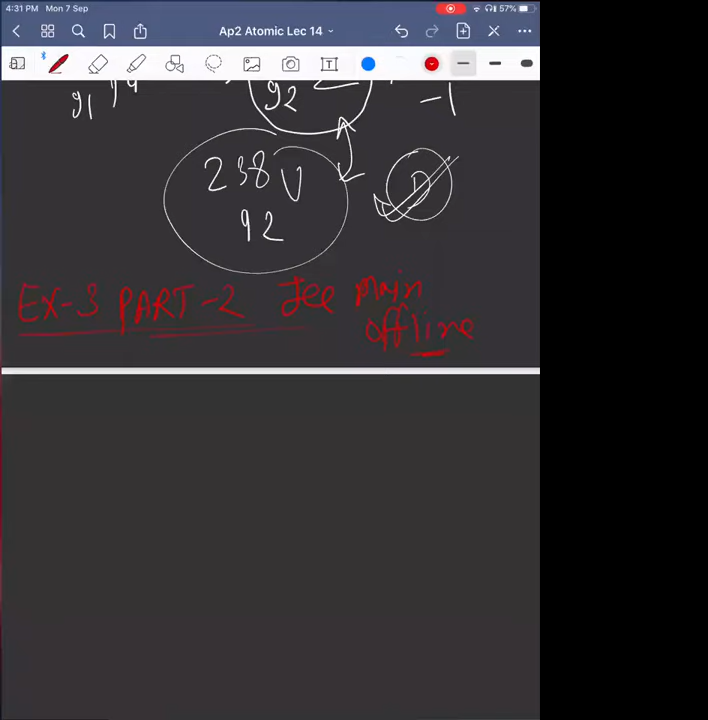 4:31 PM Mon 7 Sep 57%
Ap2 Atomic Lec 14
T
91 92 -1
238 U
92
D
EX-3 PART-2 Jee Main
offline